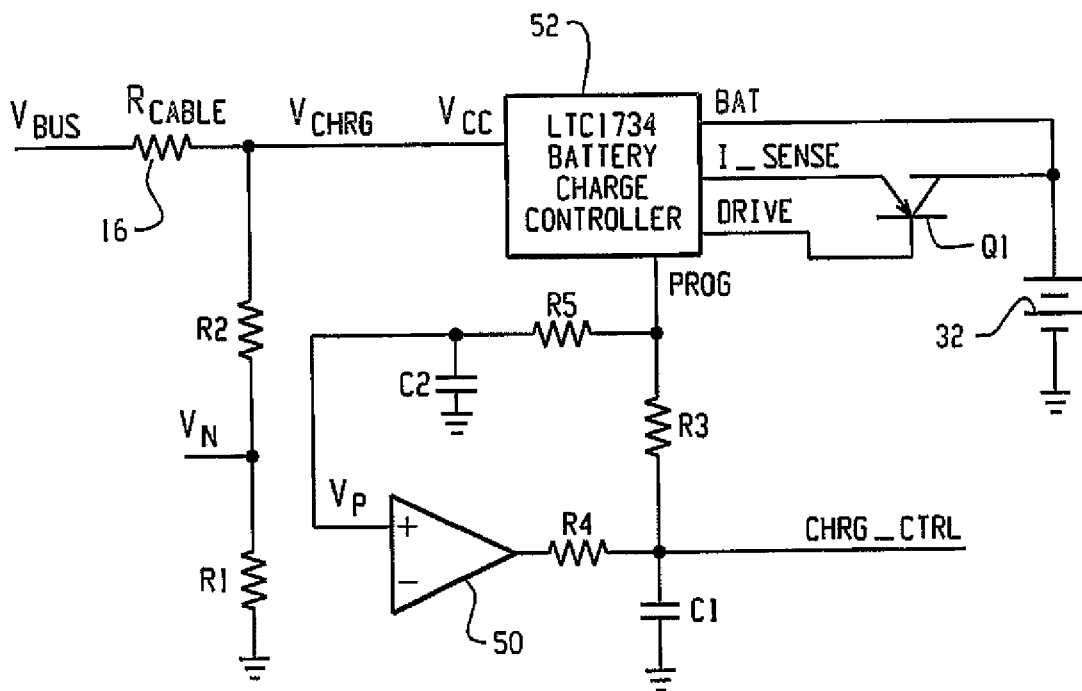 52
V_BUS
R_CABLE
V_CHRG
V_CC
LTC1734
BATTERY
CHARGE
CONTROLLER
BAT
I_SENSE
DRIVE
16
Q1
PROG
R5
R2
C2
32
R3
V_N
V_P
+
R4
CHRG_CTRL
−
R1
C1
50